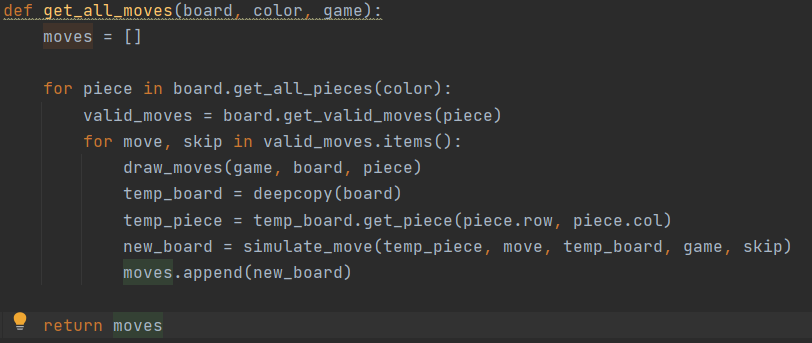 def get_all_moves(board, color, game):
    moves = []

    for piece in board.get_all_pieces(color):
        valid_moves = board.get_valid_moves(piece)
        for move, skip in valid_moves.items():
            draw_moves(game, board, piece)
            temp_board = deepcopy(board)
            temp_piece = temp_board.get_piece(piece.row, piece.col)
            new_board = simulate_move(temp_piece, move, temp_board, game, skip)
            moves.append(new_board)

    return moves